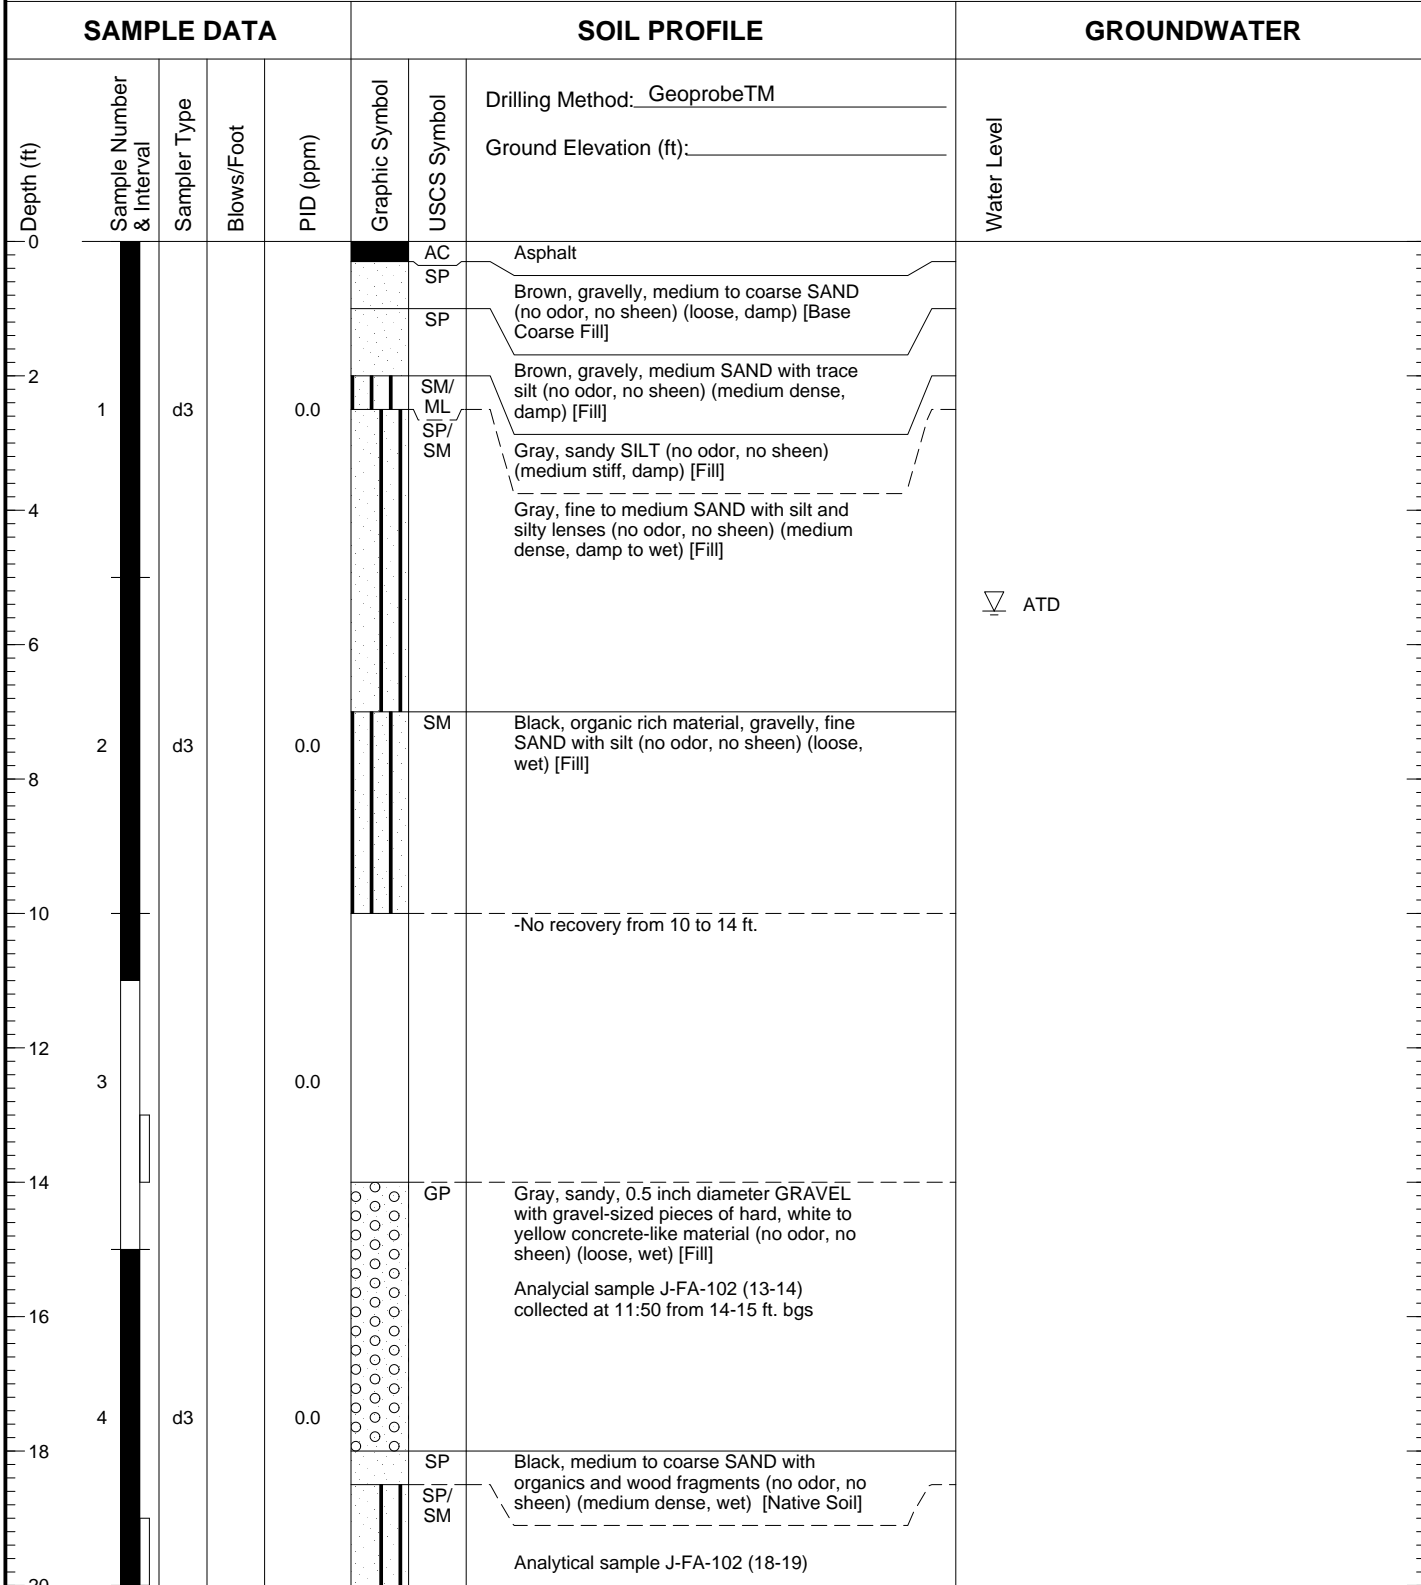 SAMPLE DATA
SOIL PROFILE
GROUNDWATER
Depth (ft)
Sample Number
& Interval
Sampler Type
Blows/Foot
PID (ppm)
Graphic Symbol
USCS Symbol
Drilling Method: GeoprobeTM
Ground Elevation (ft):
Water Level
0
AC
Asphalt
SP
Brown, gravelly, medium to coarse SAND
(no odor, no sheen) (loose, damp) [Base
Coarse Fill]
SP
Brown, gravely, medium SAND with trace
silt (no odor, no sheen) (medium dense,
damp) [Fill]
2
1
d3
0.0
SM/
ML
Gray, sandy SILT (no odor, no sheen)
(medium stiff, damp) [Fill]
SP/
SM
Gray, fine to medium SAND with silt and
silty lenses (no odor, no sheen) (medium
dense, damp to wet) [Fill]
4
ATD
6
SM
Black, organic rich material, gravelly, fine
SAND with silt (no odor, no sheen) (loose,
wet) [Fill]
2
d3
0.0
8
10
-No recovery from 10 to 14 ft.
12
3
0.0
14
GP
Gray, sandy, 0.5 inch diameter GRAVEL
with gravel-sized pieces of hard, white to
yellow concrete-like material (no odor, no
sheen) (loose, wet) [Fill]
Analycial sample J-FA-102 (13-14)
collected at 11:50 from 14-15 ft. bgs
16
4
d3
0.0
18
SP
Black, medium to coarse SAND with
organics and wood fragments (no odor, no
sheen) (medium dense, wet) [Native Soil]
SP/
SM
Analytical sample J-FA-102 (18-19)
20